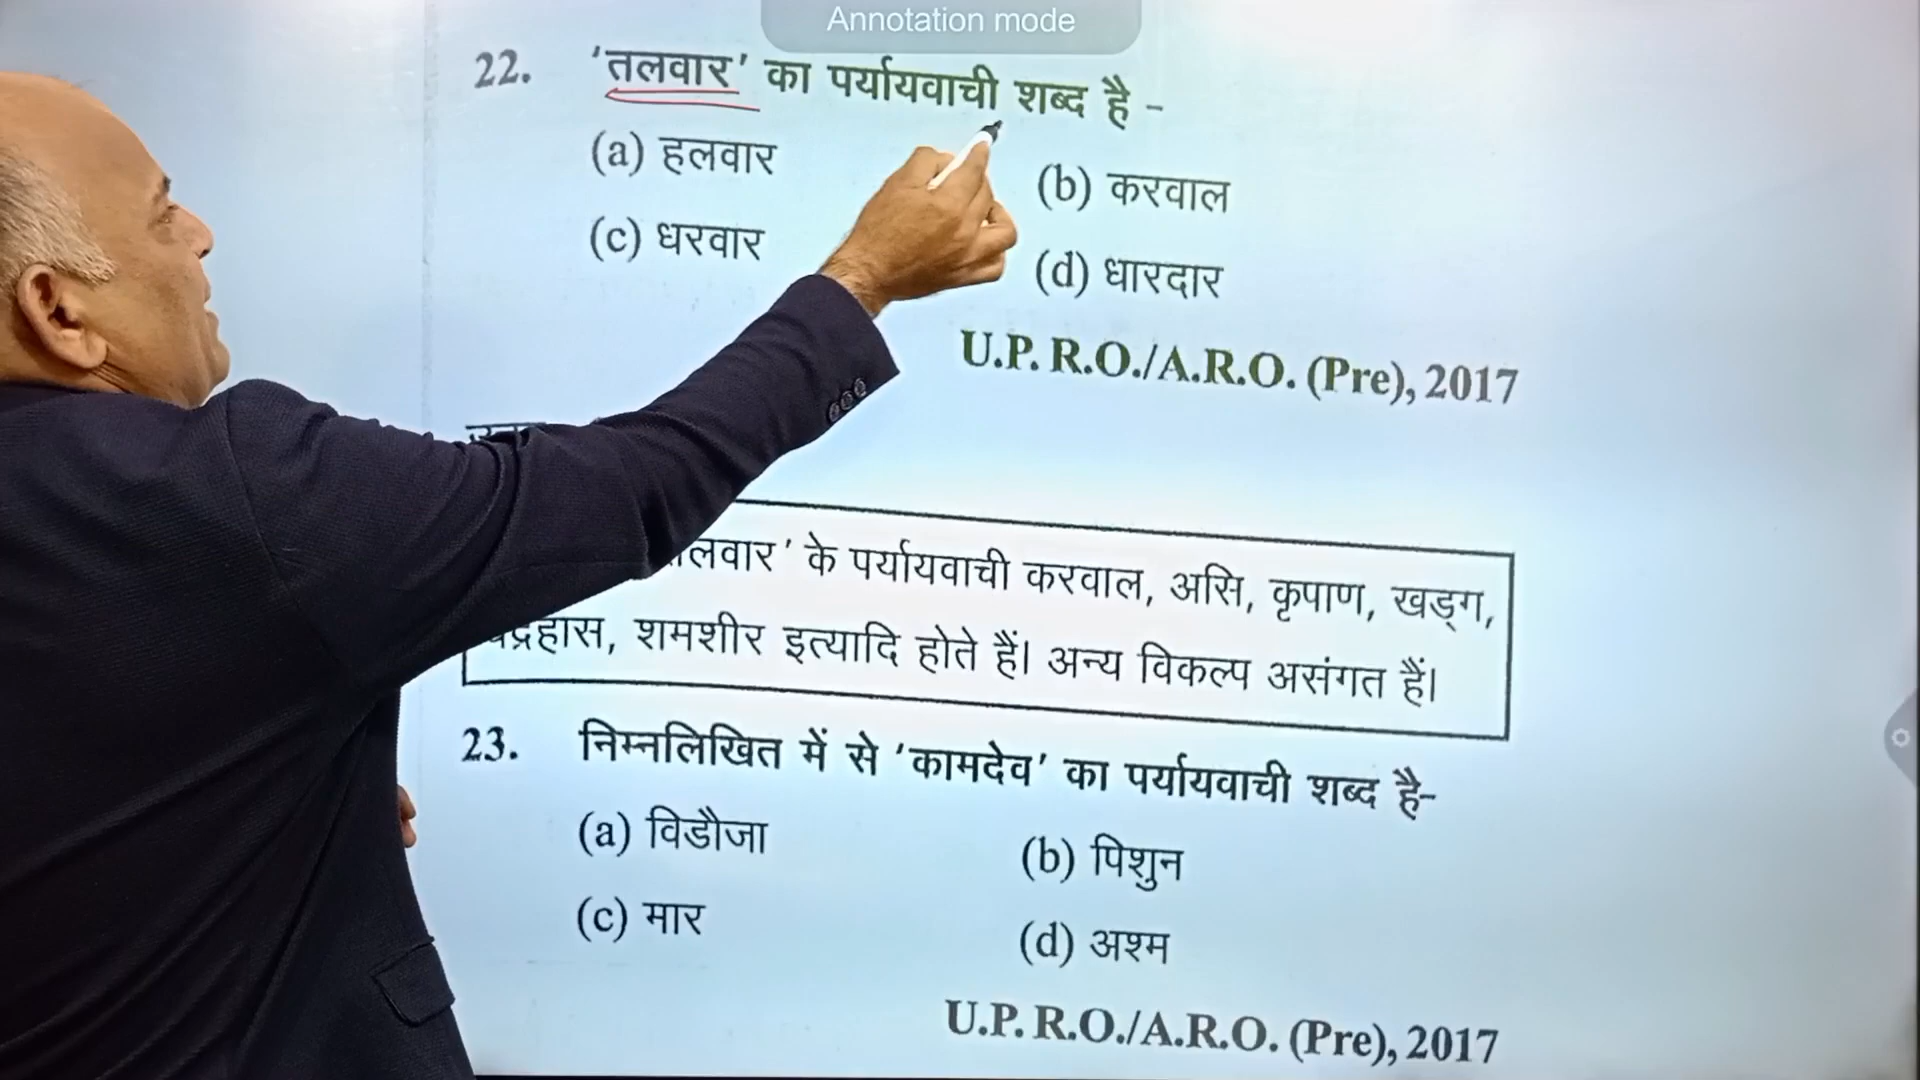 Annotation mode
22. 'तलवार' का पर्यायवाची शब्द है -
(a) हलवार (b) करवाल
(c) धरवार (d) धारदार
U.P. R.O./A.R.O. (Pre), 2017
के पर्यायवाची करवाल, असि, कृपाण, खड्ग,
शमशीर इत्यादि होते हैं। अन्य विकल्प असंगत हैं।
23. निम्नलिखित में से 'कामदेव' का पर्यायवाची शब्द है-
(a) विडौजा (b) पिशुन
(c) मार (d) अश्म
U.P. R.O./A.R.O. (Pre), 2017